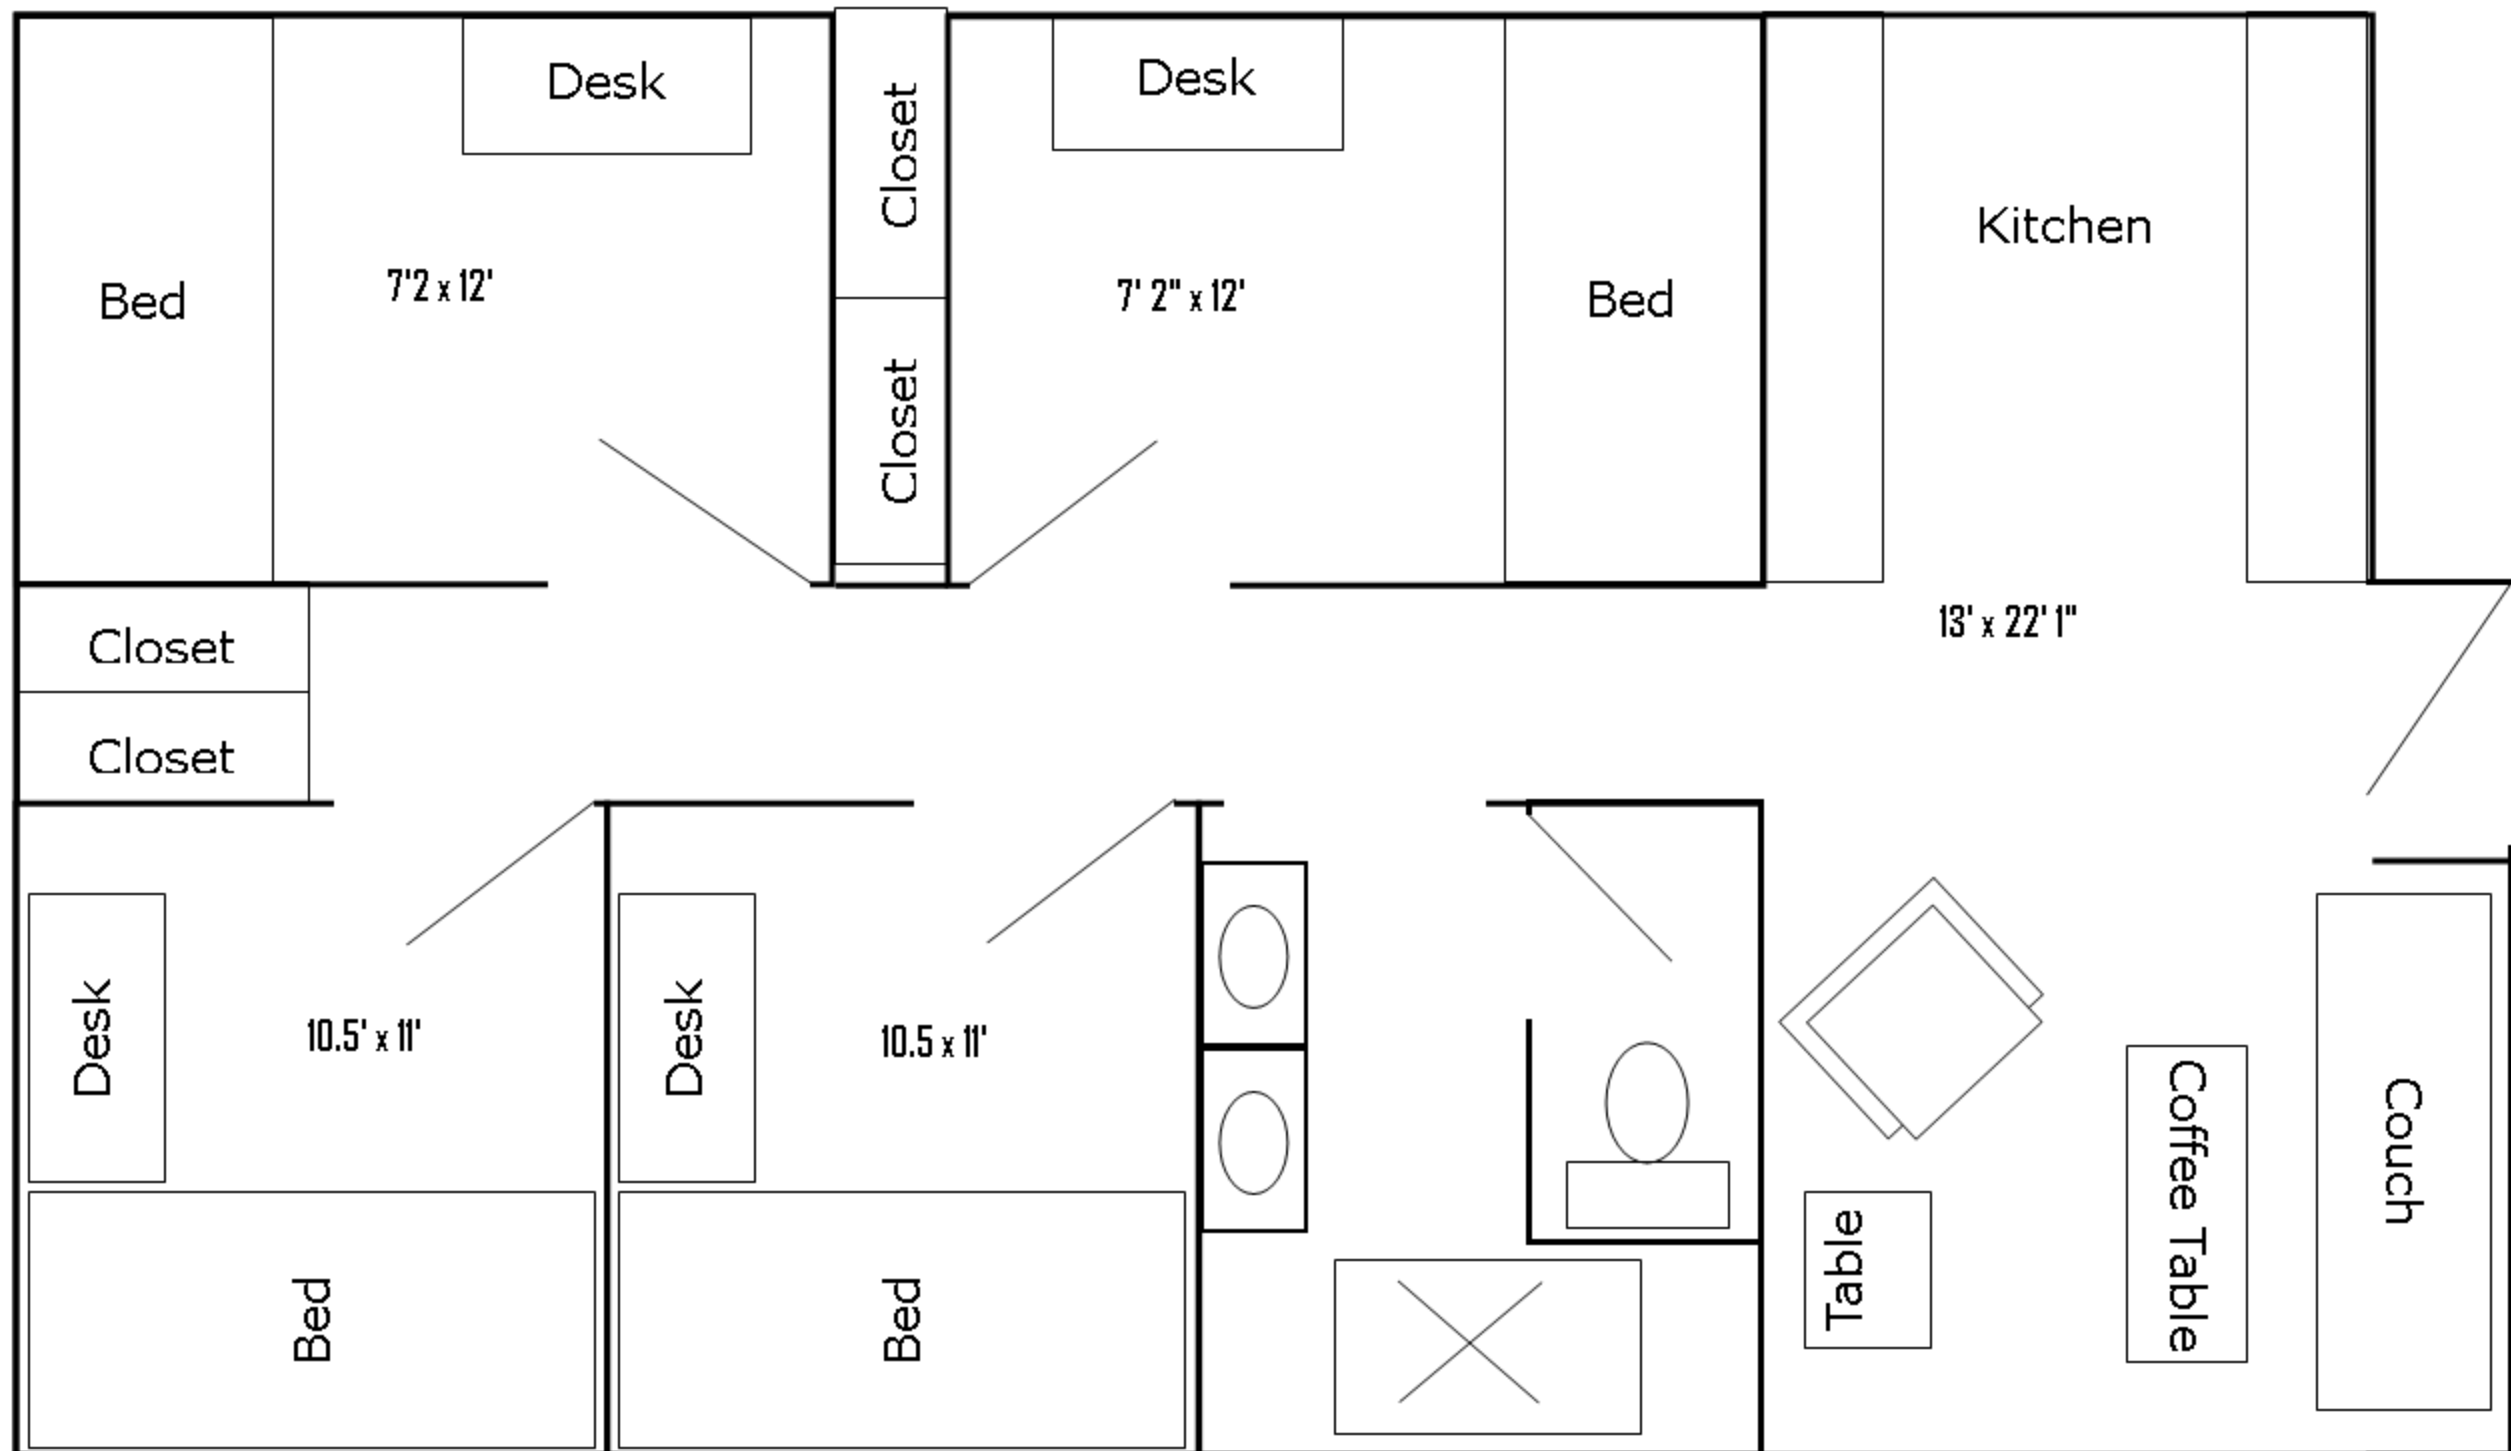 Desk
Closet
Desk
Kitchen
Bed
7'2 x 12'
7' 2" x 12'
Bed
Closet
13' x 22' 1"
Closet
Closet
Desk
10.5' x 11'
Desk
10.5 x 11'
Coffee Table
Couch
Table
Bed
Bed